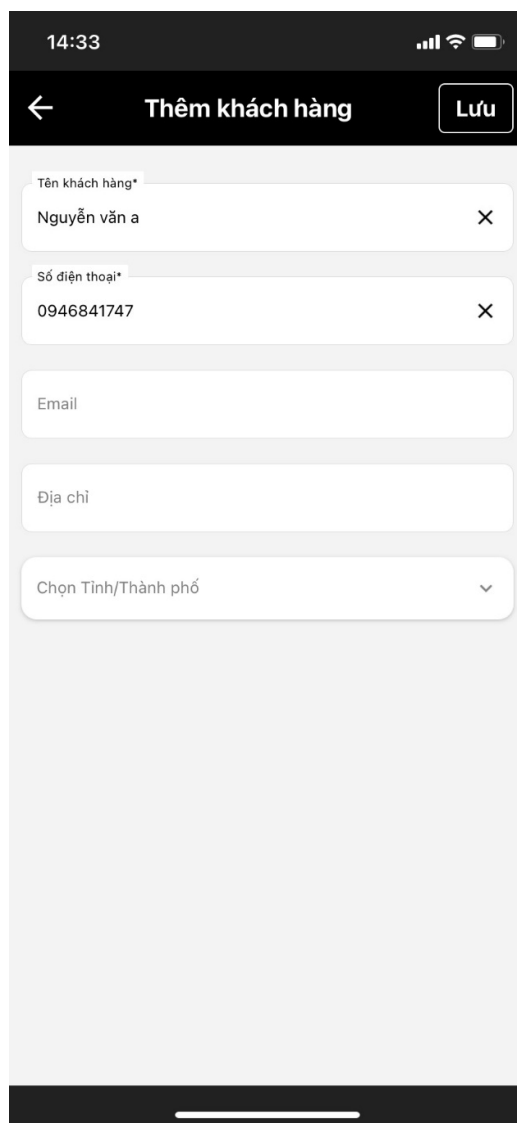 14:33
Thêm khách hàng
Lưu
Tên khách hàng*
Nguyễn văn a
Số điện thoại*
0946841747
Email
Địa chỉ
Chọn Tỉnh/Thành phố